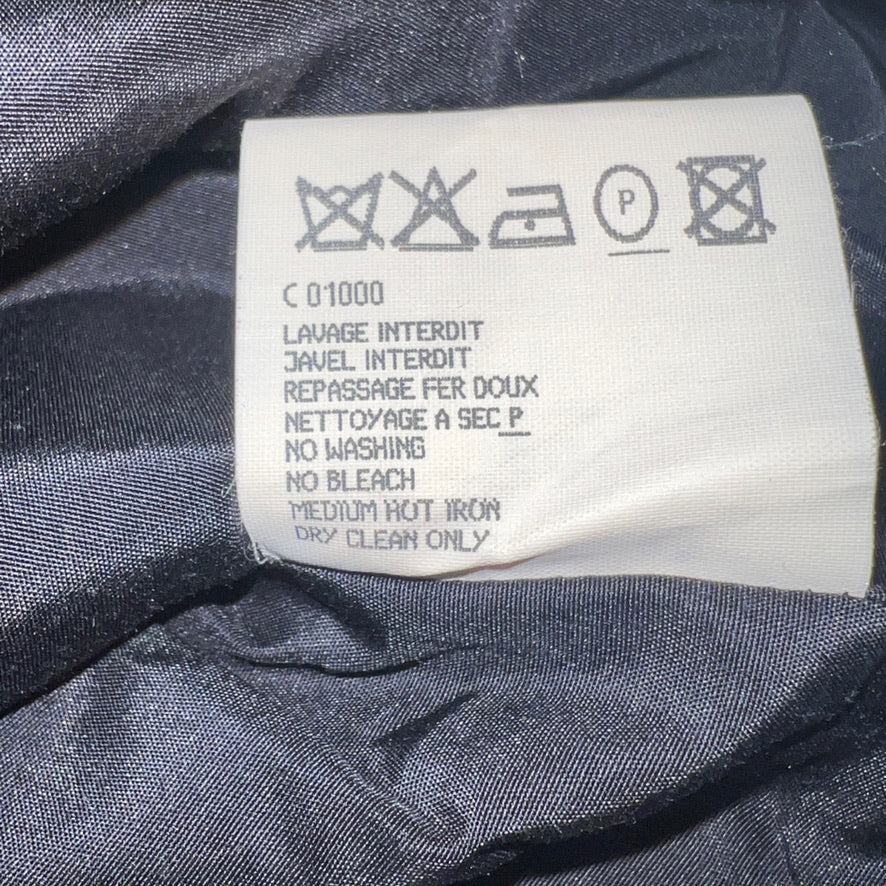 P
C 01000
LAVAGE INTERDIT
JAVEL INTERDIT
REPASSAGE FER DOUX
NETTOYAGE A SEC P
NO WASHING
NO BLEACH
MEDIUM HOT IRON
DRY CLEAN ONLY